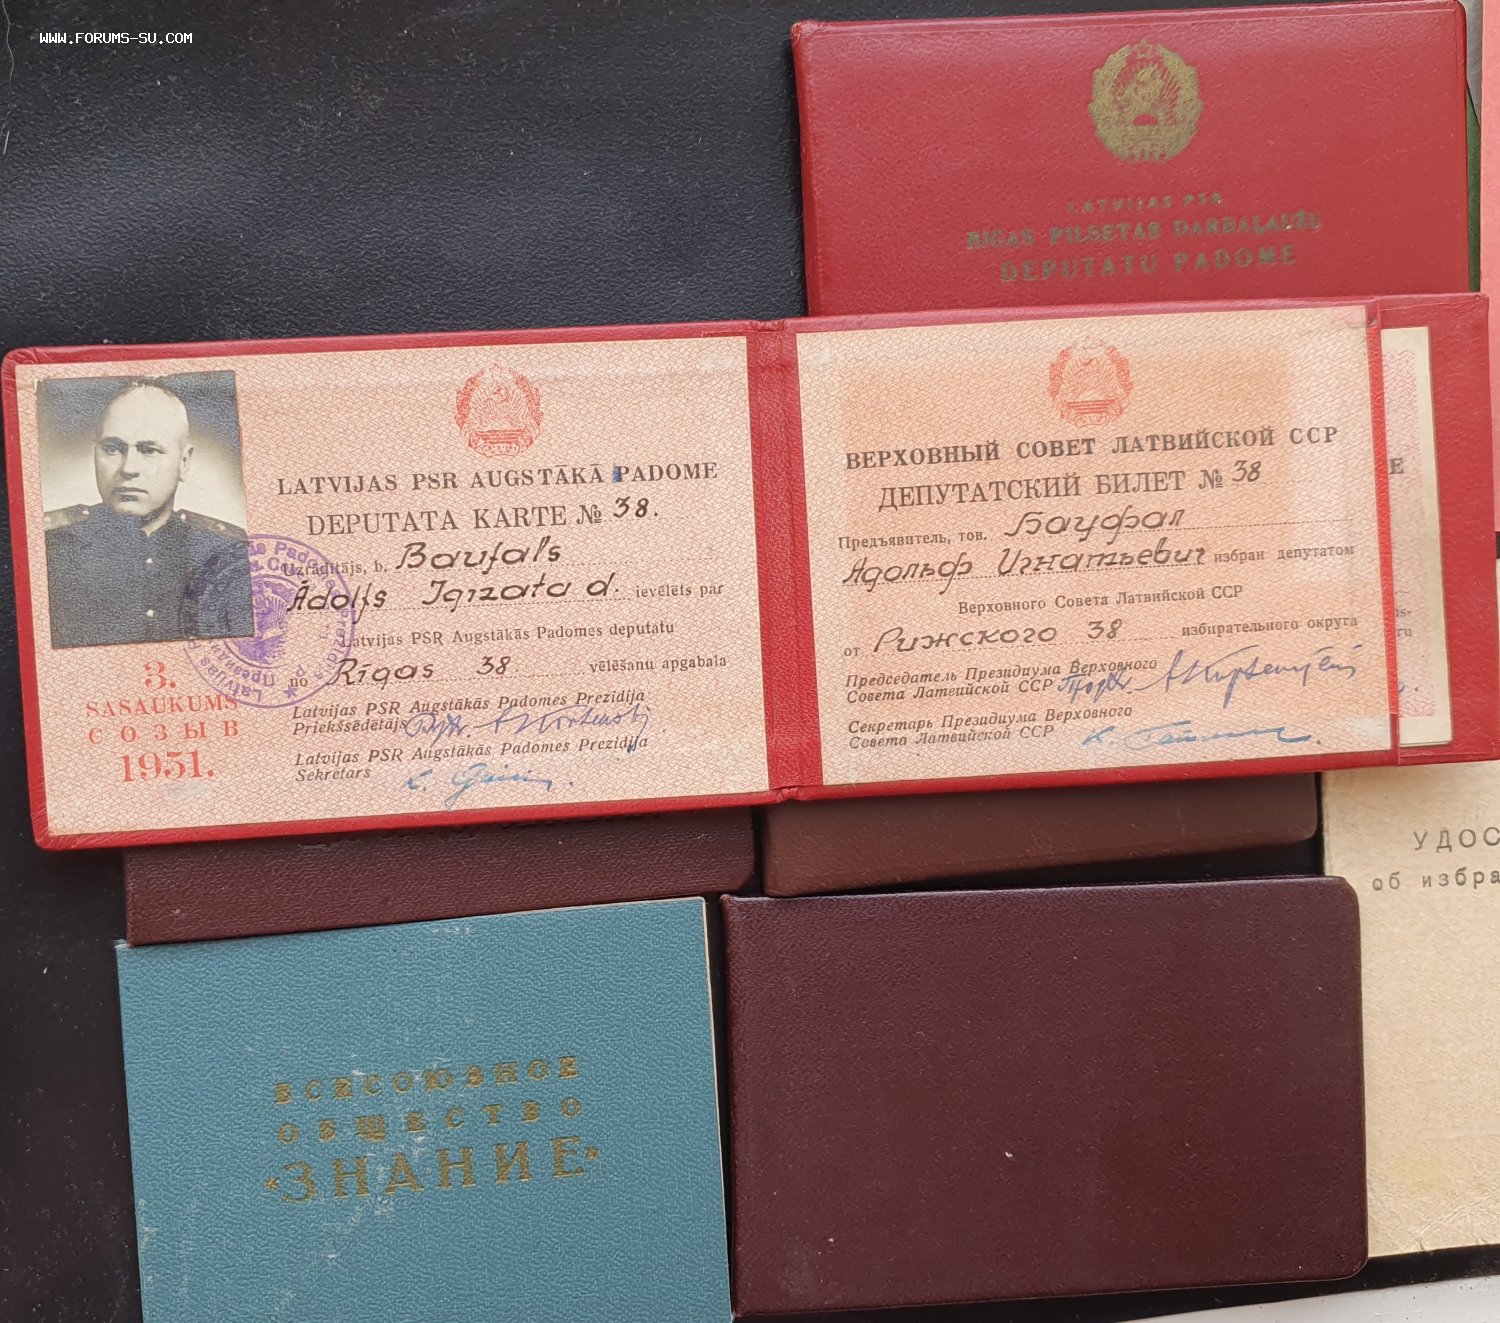 WWW.FORUMS-SU.COM
LATVIJAS PSR
RĪGAS PILSĒTAS DARBAĻAUŽU
DEPUTĀTU PADOME
LATVIJAS PSR AUGSTĀKĀ PADOME
DEPUTATA KARTE № 38.
Uzrādītājs, b. Baufals
Ādolfs Ignata d. ievēlēts par
Latvijas PSR Augstākās Padomes deputātu
no Rīgas 38 vēlēšanu apgabala
Latvijas PSR Augstākās Padomes Prezidija
Priekšsēdētājs
Latvijas PSR Augstākās Padomes Prezidija
Sekretārs
3.
SASAUKUMS
СОЗЫВ
1951.
ВЕРХОВНЫЙ СОВЕТ ЛАТВИЙСКОЙ ССР
ДЕПУТАТСКИЙ БИЛЕТ № 38
Предъявитель, тов. Бауфал
Адольф Игнатьевич избран депутатом
Верховного Совета Латвийской ССР
от Рижского 38 избирательного округа
Председатель Президиума Верховного
Совета Латвийской ССР
Секретарь Президиума Верховного
Совета Латвийской ССР
УДОС
об избра
ВСЕСОЮЗНОЕ
ОБЩЕСТВО
«ЗНАНИЕ»